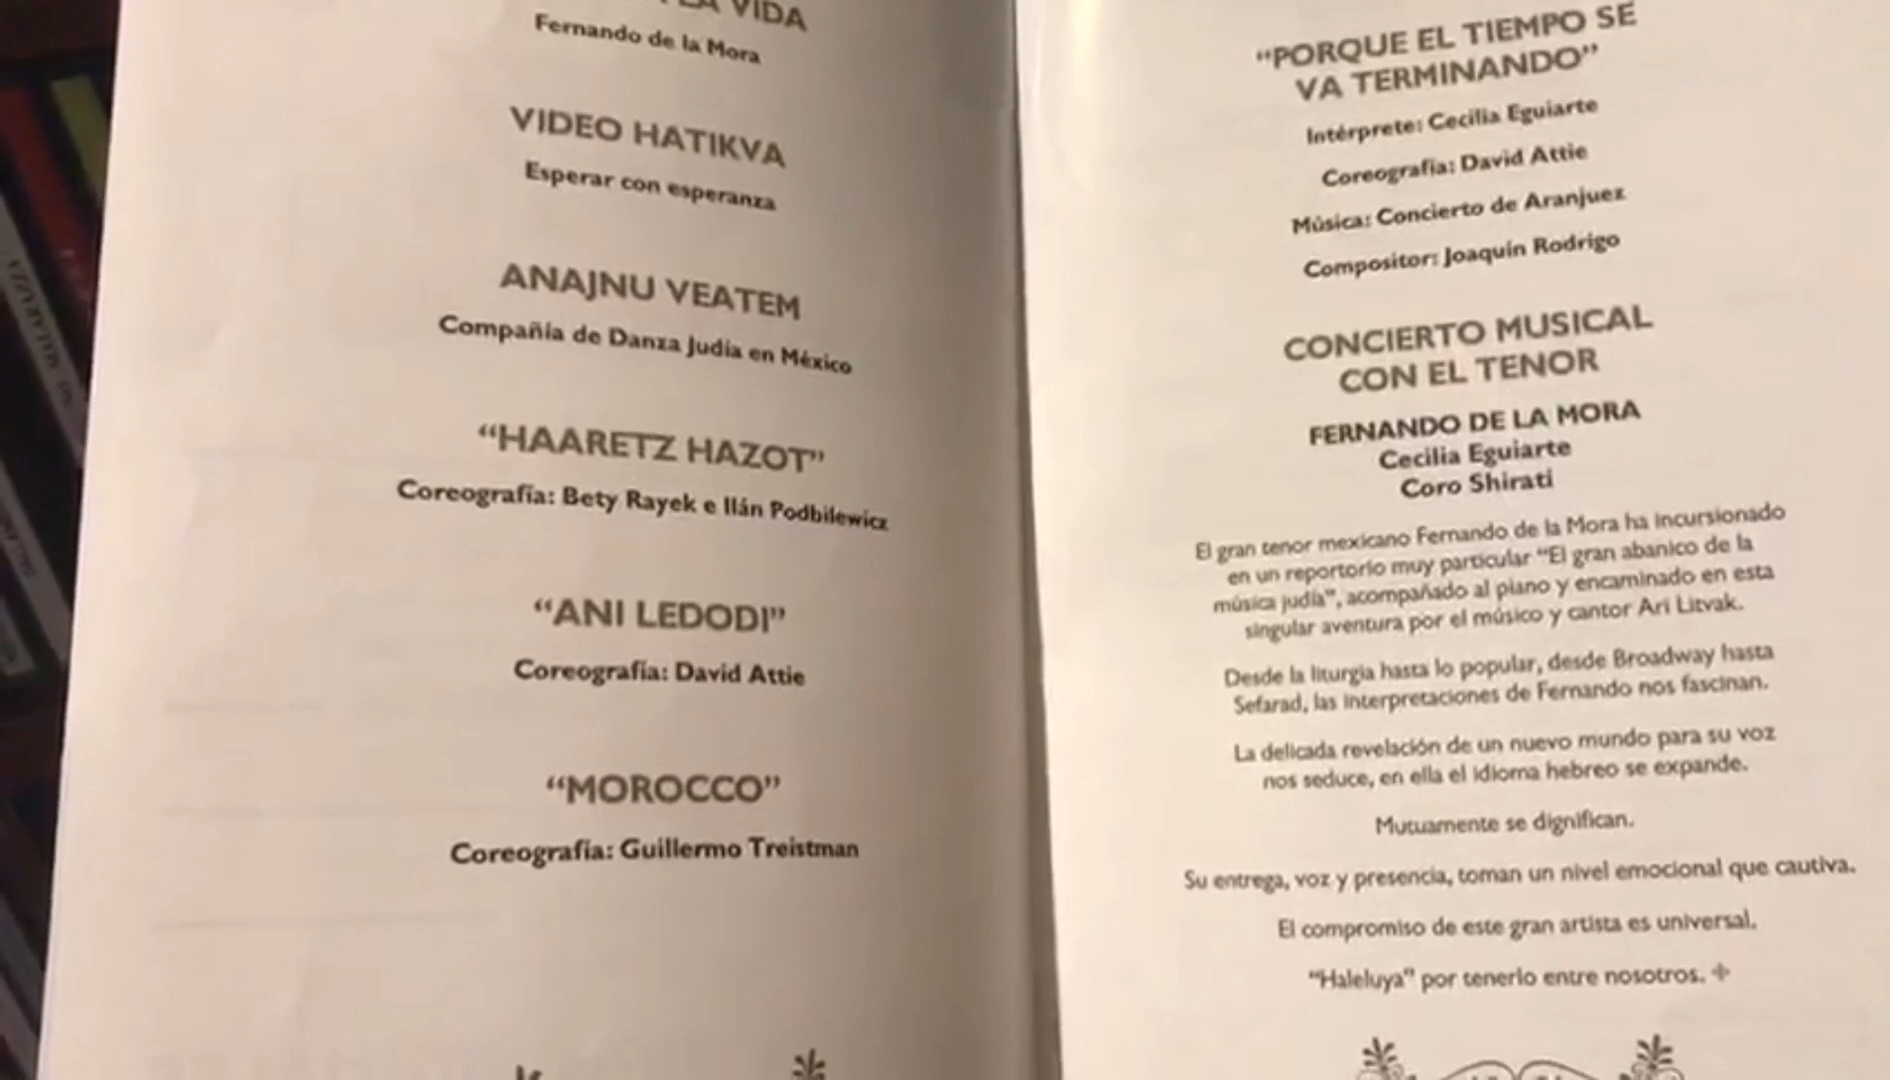 LA VIDA
Fernando de la Mora
VIDEO HATIKVA
Esperar con esperanza
ANAJNU VEATEM
Compañía de Danza Judía en México
“HAARETZ HAZOT”
Coreografía: Bety Rayek e Ilán Podbilewicz
“ANI LEDODI”
Coreografía: David Attie
“MOROCCO”
Coreografía: Guillermo Treistman
“PORQUE EL TIEMPO SE
VA TERMINANDO”
Intérprete: Cecilia Eguiarte
Coreografía: David Attie
Música: Concierto de Aranjuez
Compositor: Joaquín Rodrigo
CONCIERTO MUSICAL
CON EL TENOR
FERNANDO DE LA MORA
Cecilia Eguiarte
Coro Shirati
El gran tenor mexicano Fernando de la Mora ha incursionado
en un reportorio muy particular “El gran abanico de la
música judía”, acompañado al piano y encaminado en esta
singular aventura por el músico y cantor Ari Litvak.
Desde la liturgia hasta lo popular, desde Broadway hasta
Sefarad, las interpretaciones de Fernando nos fascinan.
La delicada revelación de un nuevo mundo para su voz
nos seduce, en ella el idioma hebreo se expande.
Mutuamente se dignifican.
Su entrega, voz y presencia, toman un nivel emocional que cautiva.
El compromiso de este gran artista es universal.
“Haleluya” por tenerlo entre nosotros.